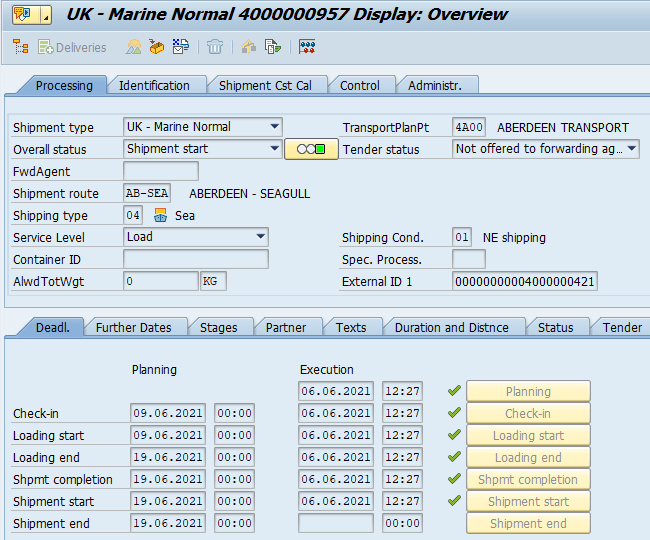 UK - Marine Normal 4000000957 Display: Overview
Deliveries
Processing Identification Shipment Cst Cal Control Administr.
Shipment type UK - Marine Normal TransportPlanPt 4A00 ABERDEEN TRANSPORT
Overall status Shipment start Tender status Not offered to forwarding ag...
FwdAgent
Shipment route AB-SEA ABERDEEN - SEAGULL
Shipping type 04 Sea
Service Level Load Shipping Cond. 01 NE shipping
Container ID Spec. Process.
AlwdTotWgt 0 KG External ID 1 00000000004000000421
Deadl. Further Dates Stages Partner Texts Duration and Distnce Status Tender
Planning Execution
06.06.2021 12:27 Planning
Check-in 09.06.2021 00:00 06.06.2021 12:27 Check-in
Loading start 09.06.2021 00:00 06.06.2021 12:27 Loading start
Loading end 19.06.2021 00:00 06.06.2021 12:27 Loading end
Shpmt completion 19.06.2021 00:00 06.06.2021 12:27 Shpmt completion
Shipment start 19.06.2021 00:00 06.06.2021 12:27 Shipment start
Shipment end 19.06.2021 00:00 00:00 Shipment end